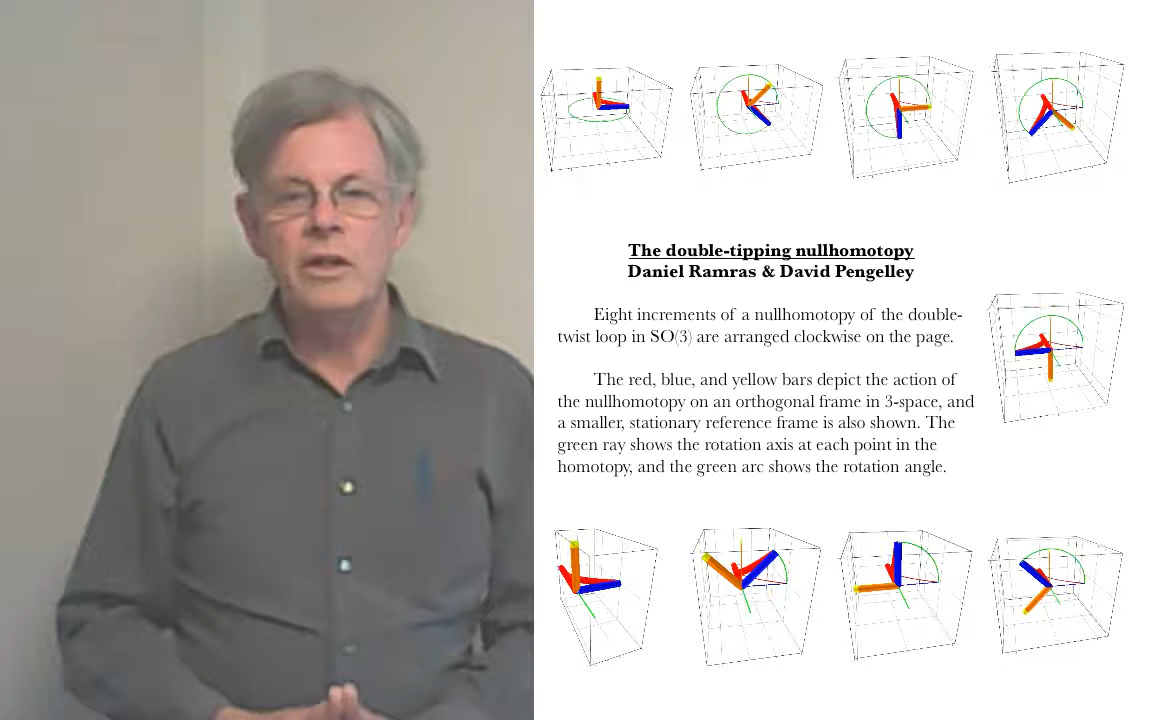 The double-tipping nullhomotopy
Daniel Ramras & David Pengelley
Eight increments of a nullhomotopy of the double-
twist loop in SO(3) are arranged clockwise on the page.
The red, blue, and yellow bars depict the action of
the nullhomotopy on an orthogonal frame in 3-space, and
a smaller, stationary reference frame is also shown. The
green ray shows the rotation axis at each point in the
homotopy, and the green arc shows the rotation angle.